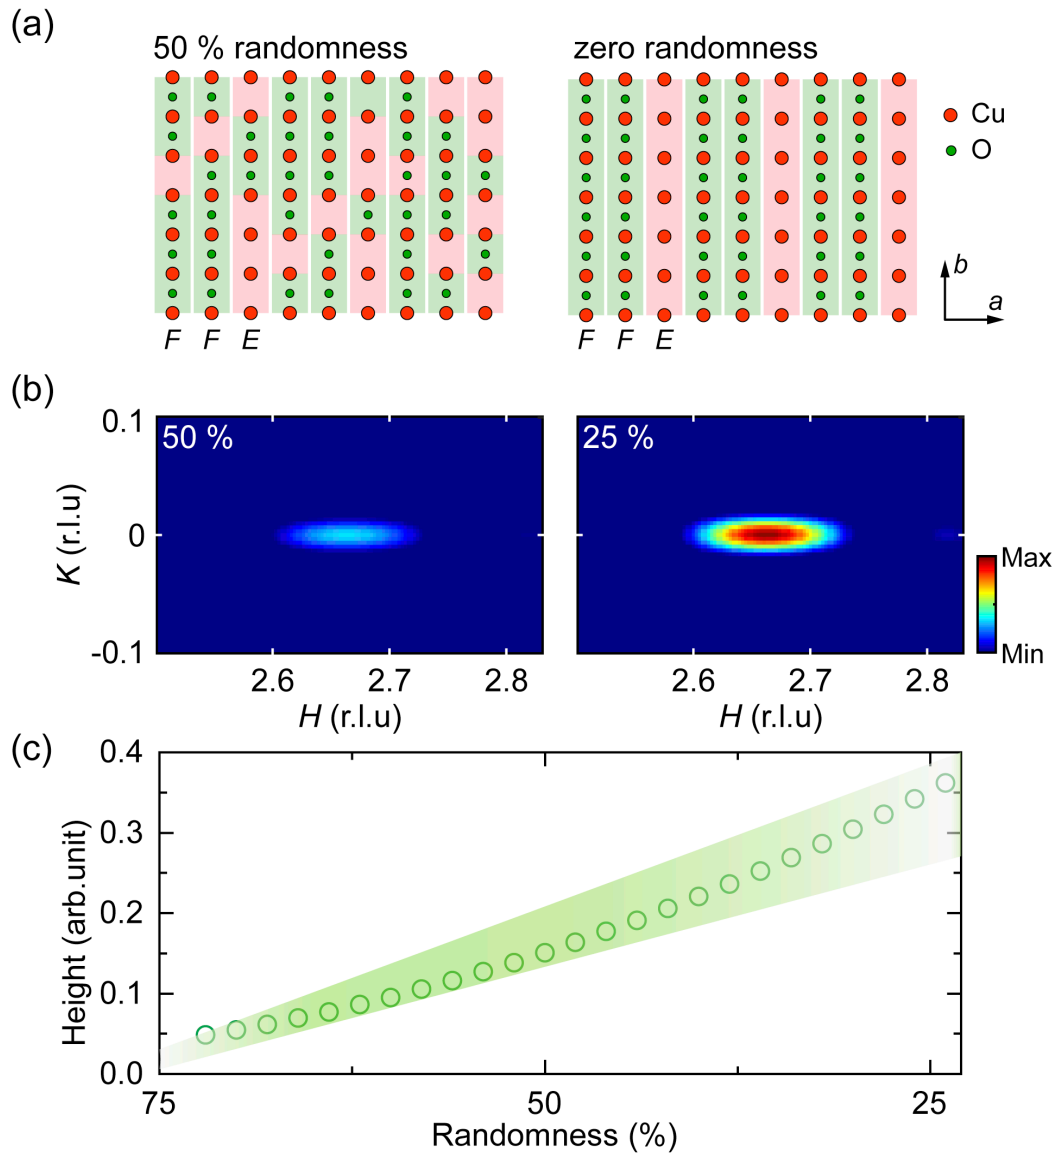 (a)
50 % randomness
zero randomness
Cu
O
b
a
F F E
F F E
(b)
50 %
25 %
0.1
0
-0.1
K (r.l.u)
2.6 2.7 2.8
2.6 2.7 2.8
H (r.l.u)
H (r.l.u)
Max
Min
(c)
0.4
0.3
0.2
0.1
0.0
Height (arb.unit)
75 50 25
Randomness (%)